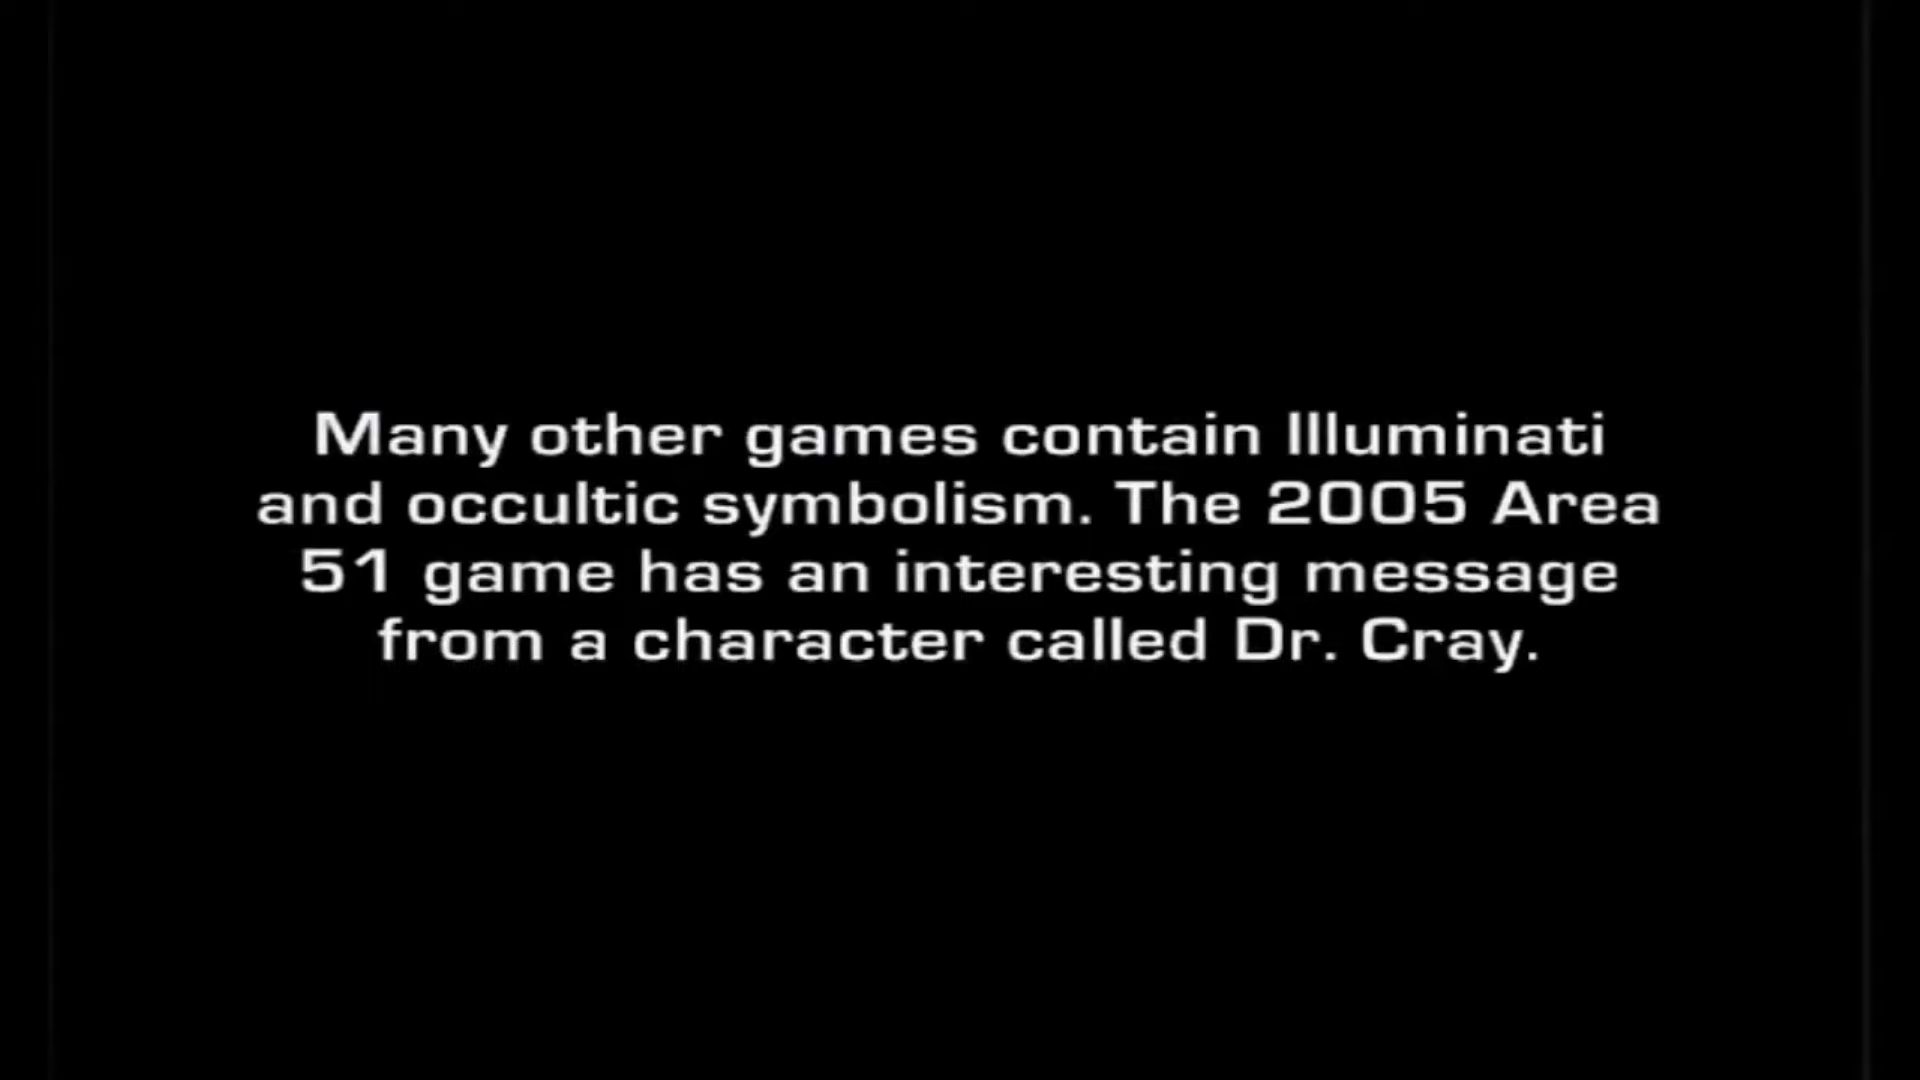 Many other games contain Illuminati
and occultic symbolism. The 2005 Area
51 game has an interesting message
from a character called Dr. Cray.